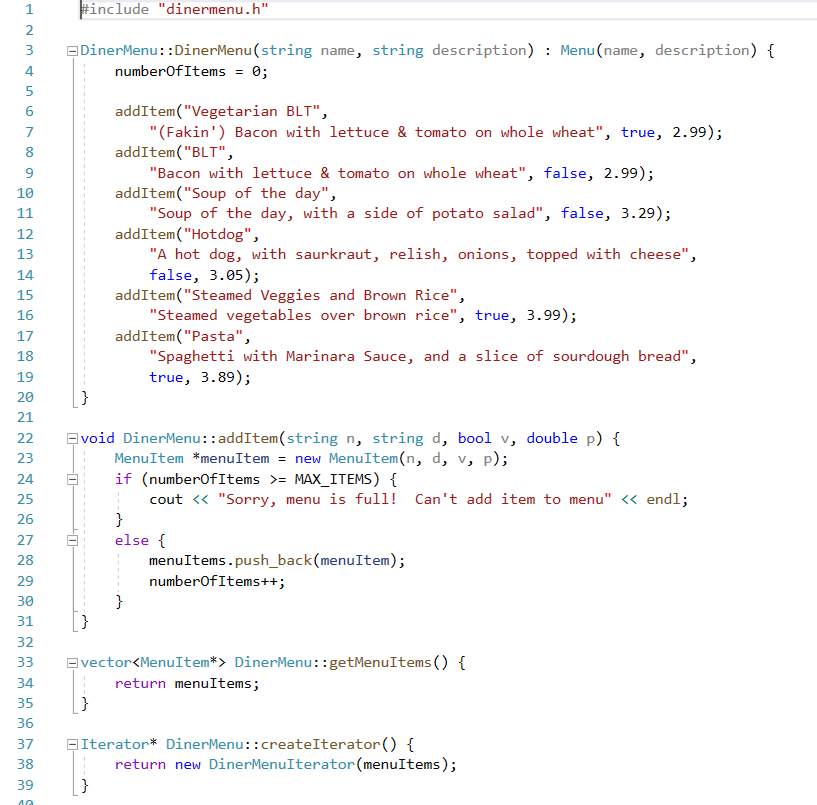 1 #include "dinermenu.h"
2
3 DinerMenu::DinerMenu(string name, string description) : Menu(name, description) {
4 numberOfItems = 0;
5
6 addItem("Vegetarian BLT",
7 "(Fakin') Bacon with lettuce & tomato on whole wheat", true, 2.99);
8 addItem("BLT",
9 "Bacon with lettuce & tomato on whole wheat", false, 2.99);
10 addItem("Soup of the day",
11 "Soup of the day, with a side of potato salad", false, 3.29);
12 addItem("Hotdog",
13 "A hot dog, with saurkraut, relish, onions, topped with cheese",
14 false, 3.05);
15 addItem("Steamed Veggies and Brown Rice",
16 "Steamed vegetables over brown rice", true, 3.99);
17 addItem("Pasta",
18 "Spaghetti with Marinara Sauce, and a slice of sourdough bread",
19 true, 3.89);
20 }
21
22 void DinerMenu::addItem(string n, string d, bool v, double p) {
23 MenuItem *menuItem = new MenuItem(n, d, v, p);
24 if (numberOfItems >= MAX_ITEMS) {
25 cout << "Sorry, menu is full!  Can't add item to menu" << endl;
26 }
27 else {
28 menuItems.push_back(menuItem);
29 numberOfItems++;
30 }
31 }
32
33 vector<MenuItem*> DinerMenu::getMenuItems() {
34 return menuItems;
35 }
36
37 Iterator* DinerMenu::createIterator() {
38 return new DinerMenuIterator(menuItems);
39 }
40